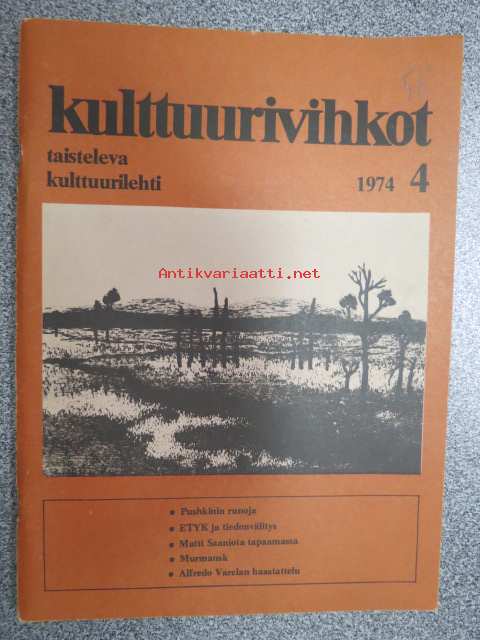 kulttuurivihkot
taisteleva
kulttuurilehti
1974 4
Antikvariaatti.net
• Pushkinin runoja
• ETYK ja tiedonvälitys
• Matti Saanjota tapaamassa
• Murmansk
• Alfredo Varelan haastattelu